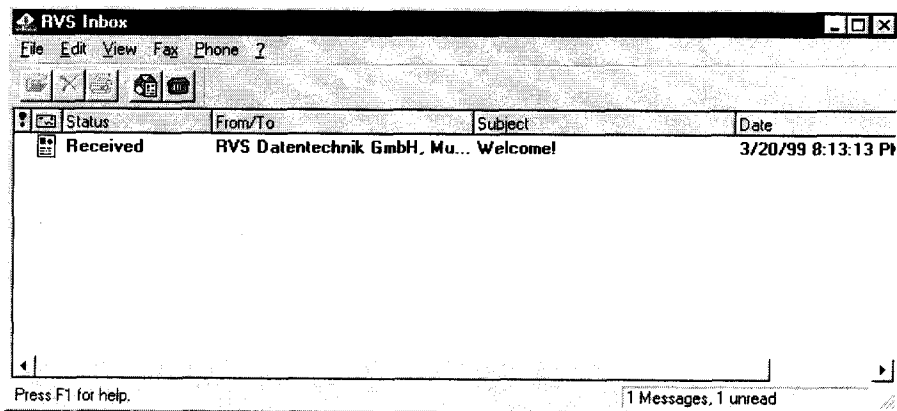 RVS Inbox
File Edit View Fax Phone ?
Status From/To Subject Date
Received RVS Datentechnik GmbH, Mu... Welcome! 3/20/99 8:13:13 PM
Press F1 for help. 1 Messages, 1 unread